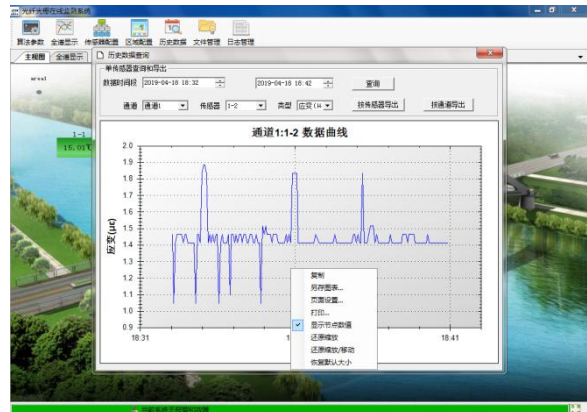 光纤光栅在线监测系统
算法参数 全通显示 传感器配置 区域配置 历史数据 文件管理 日志管理
主视图 全通显示
area1
1-1
15.01℃
历史数据查询
单传感器查询和导出
数据时间段 2019-04-18 18:32 2019-04-18 18:42 查询
通道 通道1 传感器 1-2 类型 应变(με 按传感器导出 按通道导出
通道1:1-2 数据曲线
应变(με)
2.0
1.9
1.8
1.7
1.6
1.5
1.4
1.3
1.2
1.1
1.0
0.9
18:31
18:41
复制
另存图表...
页面设置...
打印...
显示节点数值
还原缩放
还原缩放/移动
恢复默认大小